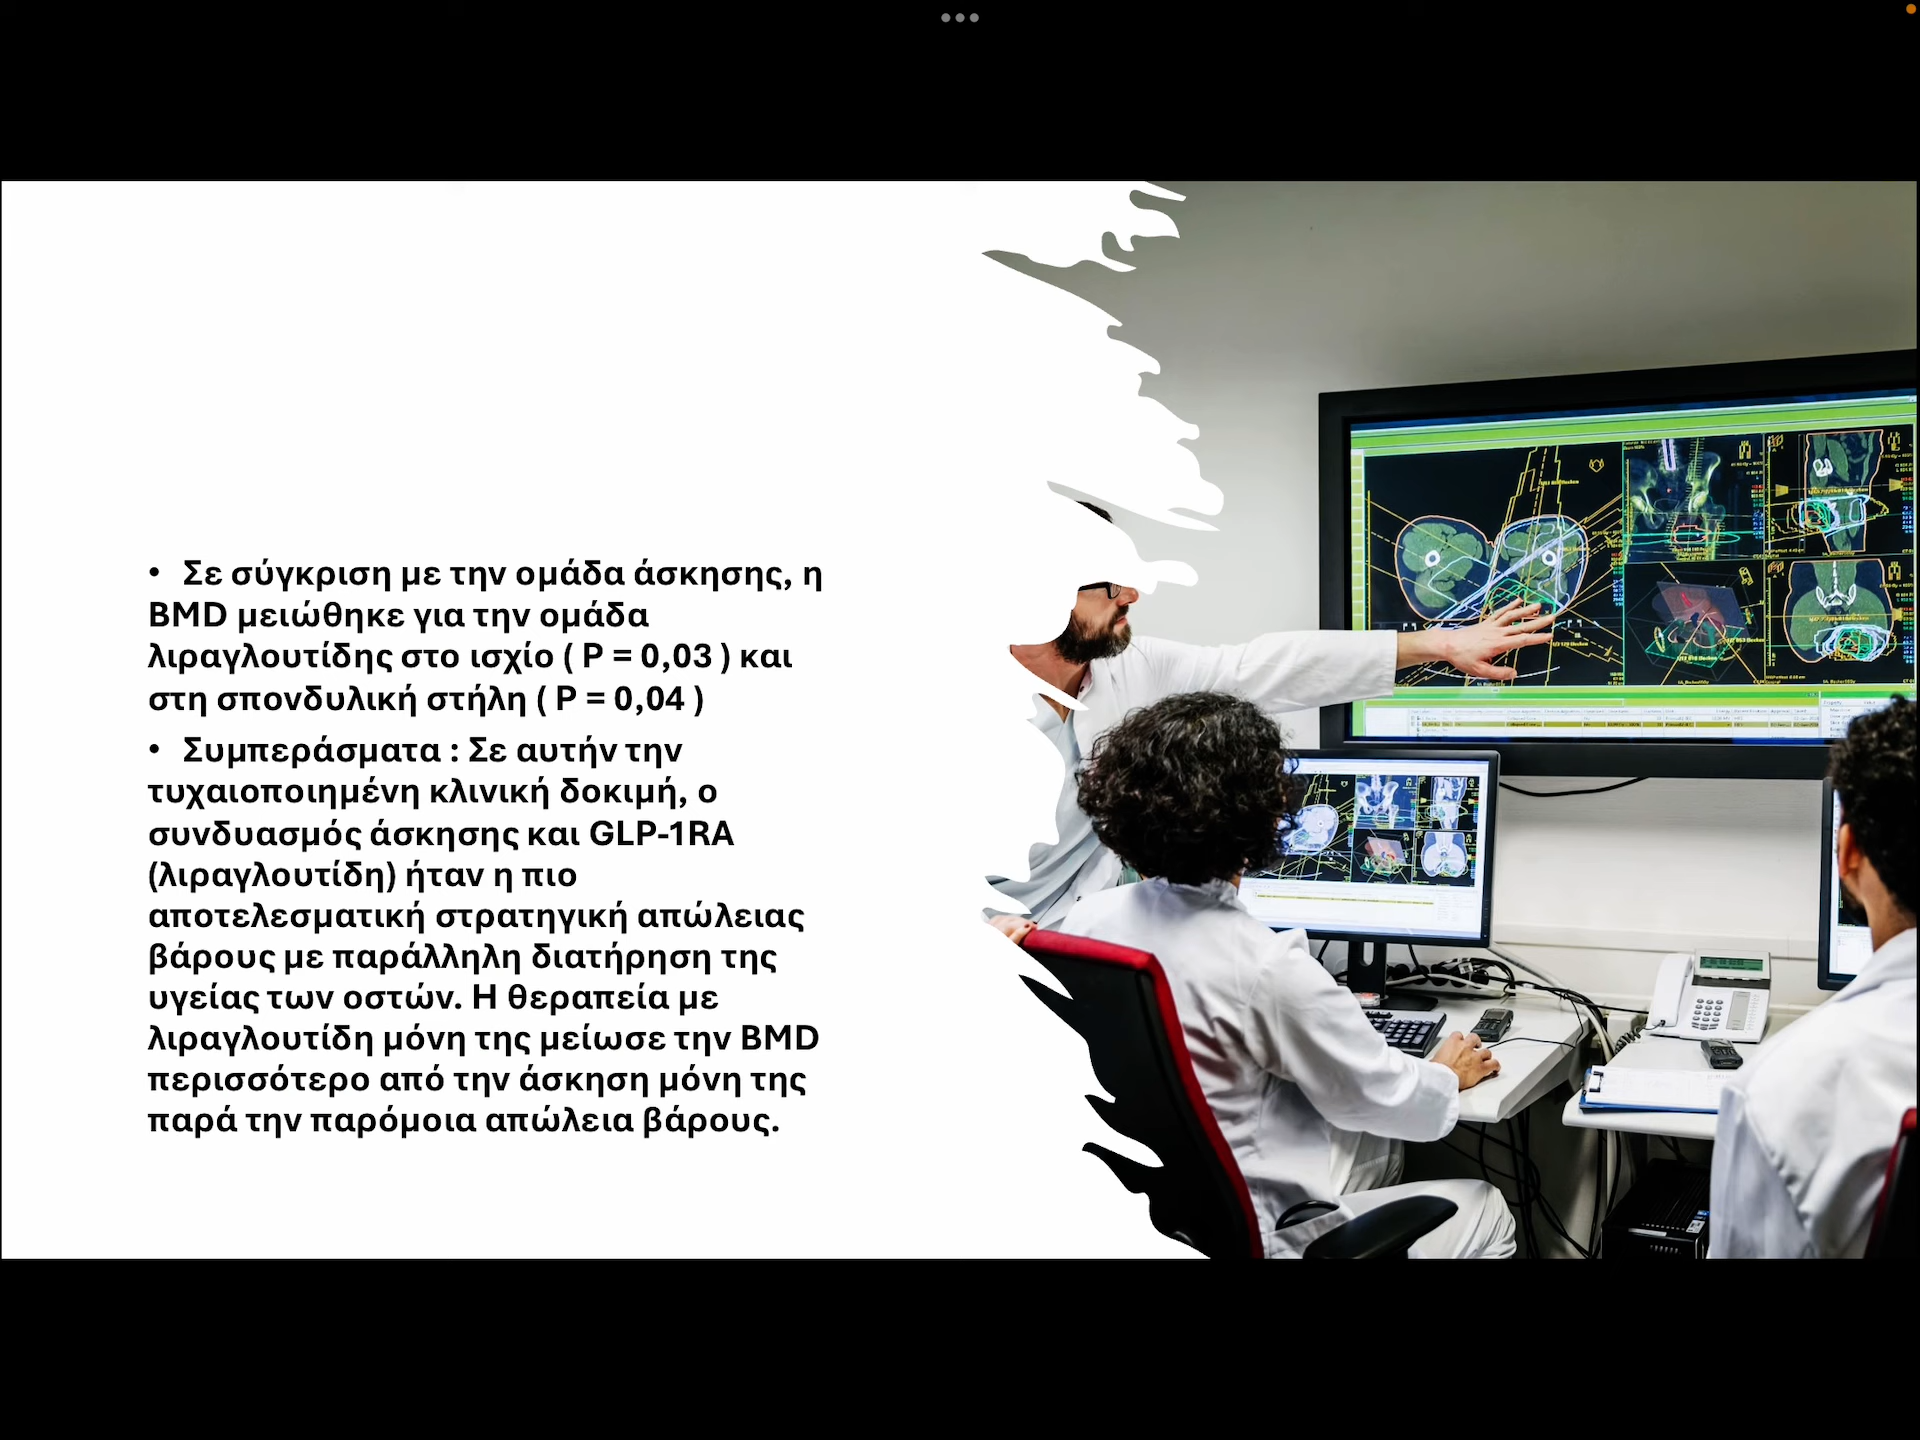 • Σε σύγκριση με την ομάδα άσκησης, η
BMD μειώθηκε για την ομάδα
λιραγλουτίδης στο ισχίο ( P = 0,03 ) και
στη σπονδυλική στήλη ( P = 0,04 )
• Συμπεράσματα : Σε αυτήν την
τυχαιοποιημένη κλινική δοκιμή, ο
συνδυασμός άσκησης και GLP-1RA
(λιραγλουτίδη) ήταν η πιο
αποτελεσματική στρατηγική απώλειας
βάρους με παράλληλη διατήρηση της
υγείας των οστών. Η θεραπεία με
λιραγλουτίδη μόνη της μείωσε την BMD
περισσότερο από την άσκηση μόνη της
παρά την παρόμοια απώλεια βάρους.